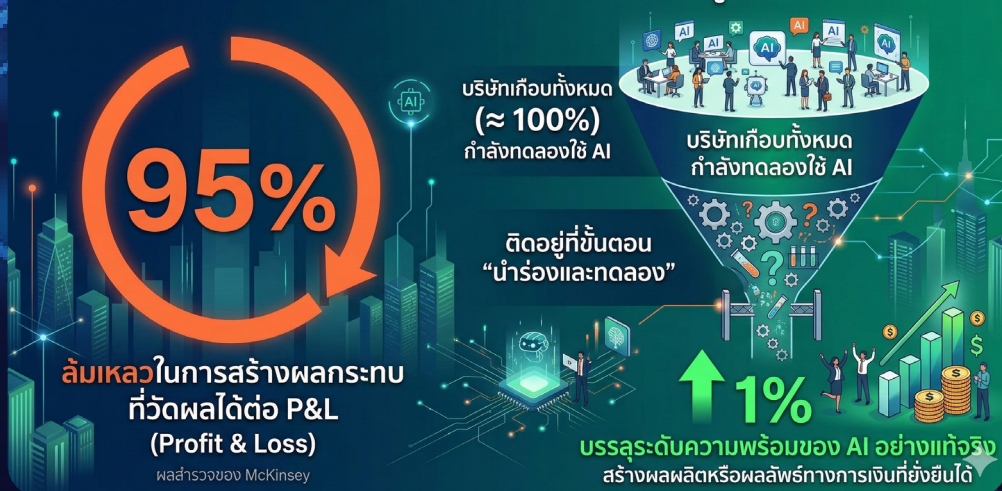 95%
ล้มเหลวในการสร้างผลกระทบ
ที่วัดผลได้ต่อ P&L
(Profit & Loss)
ผลสำรวจของ McKinsey
AI
บริษัทเกือบทั้งหมด
(≈ 100%)
กำลังทดลองใช้ AI
ติดอยู่ที่ขั้นตอน
“นำร่องและทดลอง”
AI
AI
AI
AI
AI
AI
บริษัทเกือบทั้งหมด
กำลังทดลองใช้ AI
?
?
?
$
$
$
$
1%
บรรลุระดับความพร้อมของ AI อย่างแท้จริง
สร้างผลผลิตหรือผลลัพธ์ทางการเงินที่ยั่งยืนได้